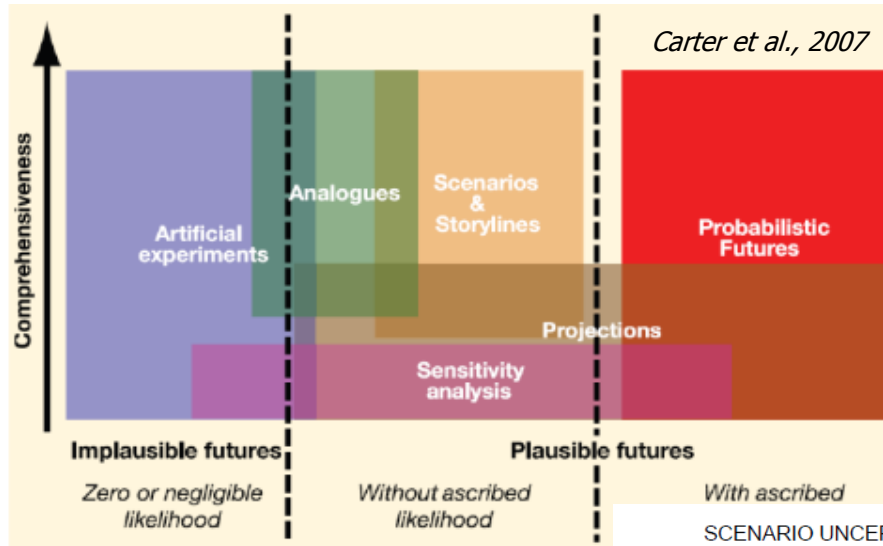 Carter et al., 2007
Comprehensiveness
Analogues
Scenarios
&
Storylines
Artificial
experiments
Probabilistic
Futures
Projections
Sensitivity
analysis
Implausible futures
Plausible futures
Zero or negligible
likelihood
Without ascribed
likelihood
With ascribed
SCENARIO